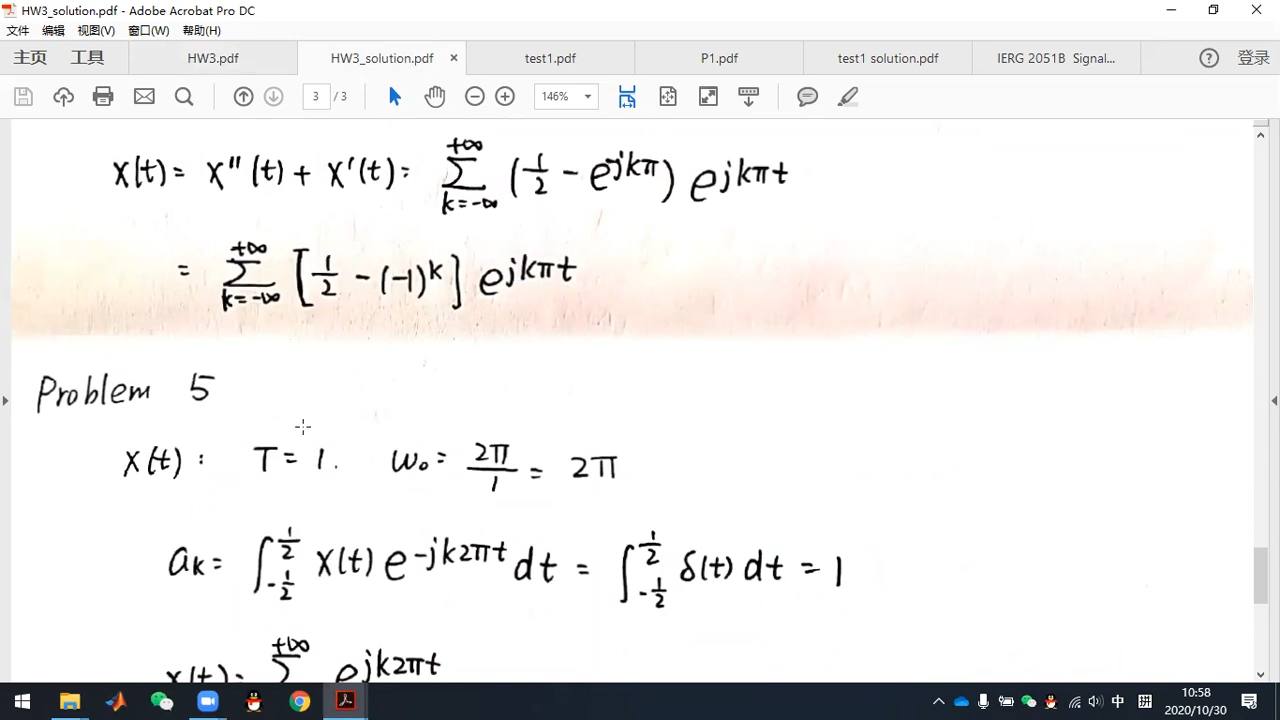 HW3_solution.pdf - Adobe Acrobat Pro DC
文件 编辑 视图(V) 窗口(W) 帮助(H)
主页 工具 HW3.pdf HW3_solution.pdf × test1.pdf P1.pdf test1 solution.pdf IERG 2051B Signal... 登录
3 / 3 146%
x(t) = x''(t) + x'(t) = ∑_{k=-∞}^{+∞} (1/2 - e^{jkπ}) e^{jkπt}
= ∑_{k=-∞}^{+∞} [1/2 - (-1)^k] e^{jkπt}
Problem 5
x(t) : T = 1. ω₀ = 2π/1 = 2π
a_k = ∫_{-1/2}^{1/2} x(t) e^{-jk2πt} dt = ∫_{-1/2}^{1/2} δ(t) dt = 1
x(t) = ∑^{+∞} e^{jk2πt}
中 拼 10:58
2020/10/30